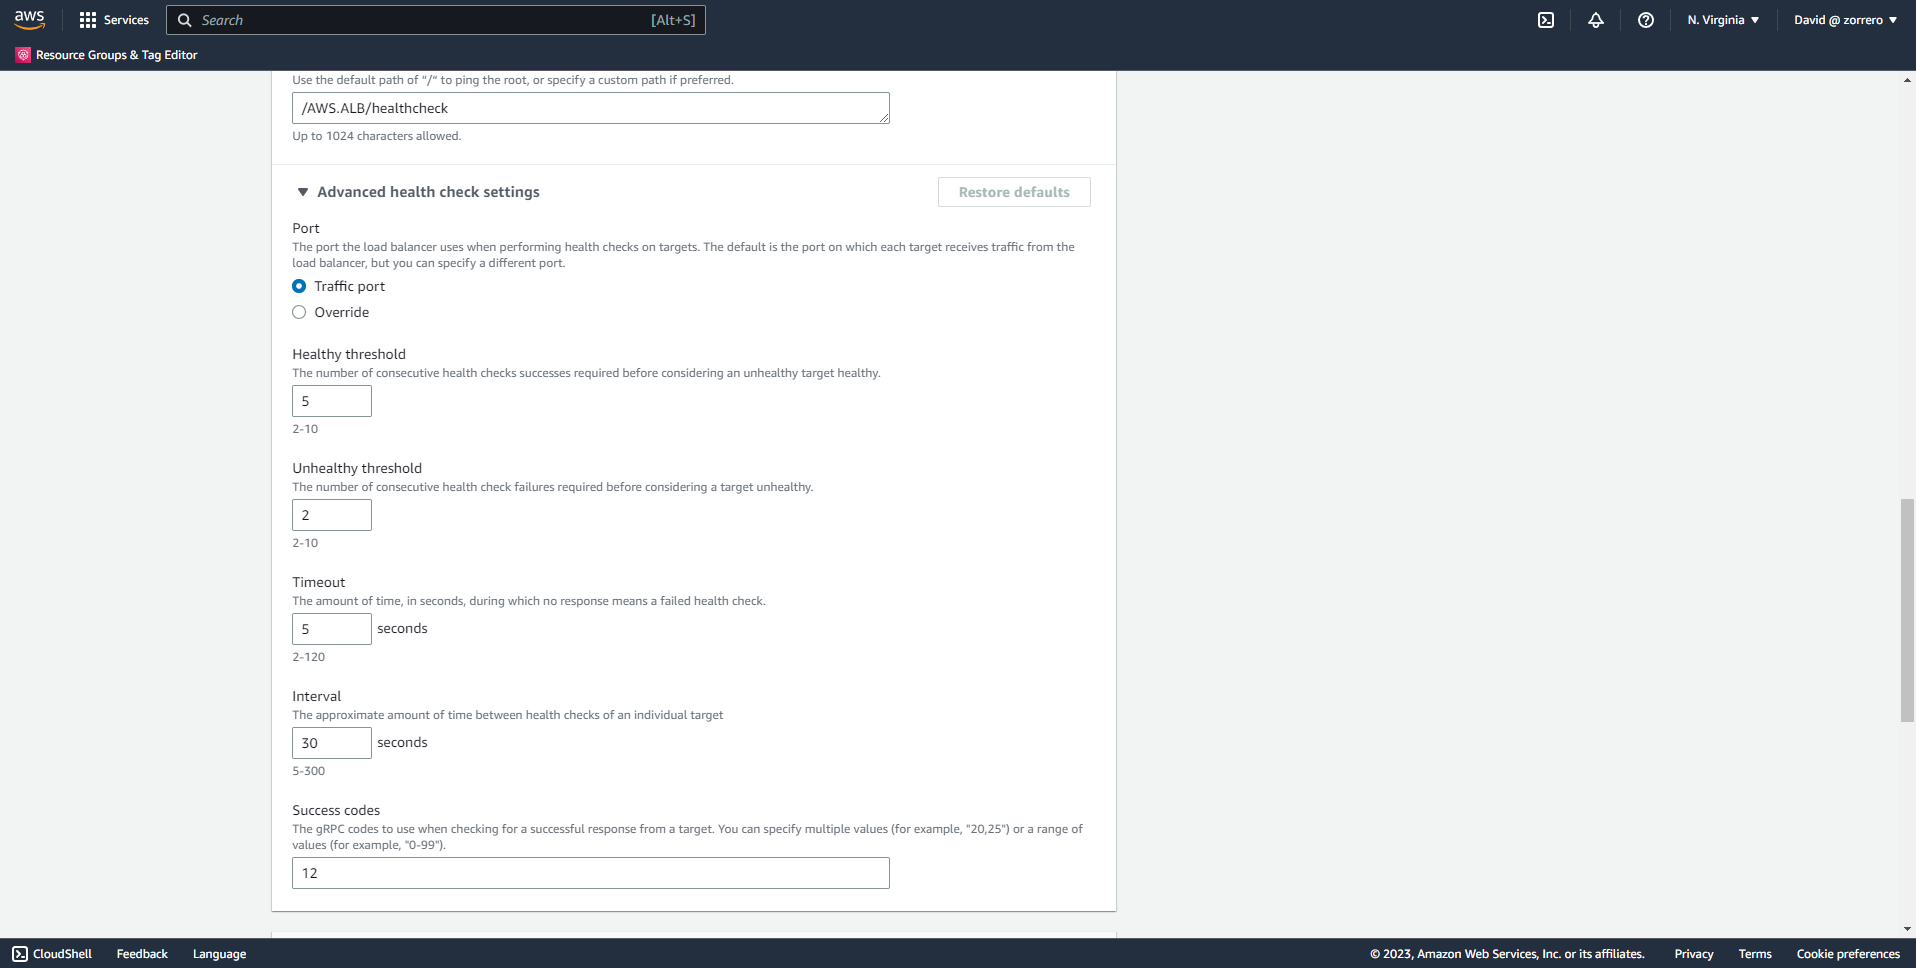 aws
Services
Search
[Alt+S]
N. Virginia
David @ zorrero
Resource Groups & Tag Editor
Use the default path of "/" to ping the root, or specify a custom path if preferred.
/AWS.ALB/healthcheck
Up to 1024 characters allowed.
Advanced health check settings
Restore defaults
Port
The port the load balancer uses when performing health checks on targets. The default is the port on which each target receives traffic from the
load balancer, but you can specify a different port.
Traffic port
Override
Healthy threshold
The number of consecutive health checks successes required before considering an unhealthy target healthy.
5
2-10
Unhealthy threshold
The number of consecutive health check failures required before considering a target unhealthy.
2
2-10
Timeout
The amount of time, in seconds, during which no response means a failed health check.
5 seconds
2-120
Interval
The approximate amount of time between health checks of an individual target
30 seconds
5-300
Success codes
The gRPC codes to use when checking for a successful response from a target. You can specify multiple values (for example, "20,25") or a range of
values (for example, "0-99").
12
CloudShell
Feedback
Language
© 2023, Amazon Web Services, Inc. or its affiliates.
Privacy
Terms
Cookie preferences